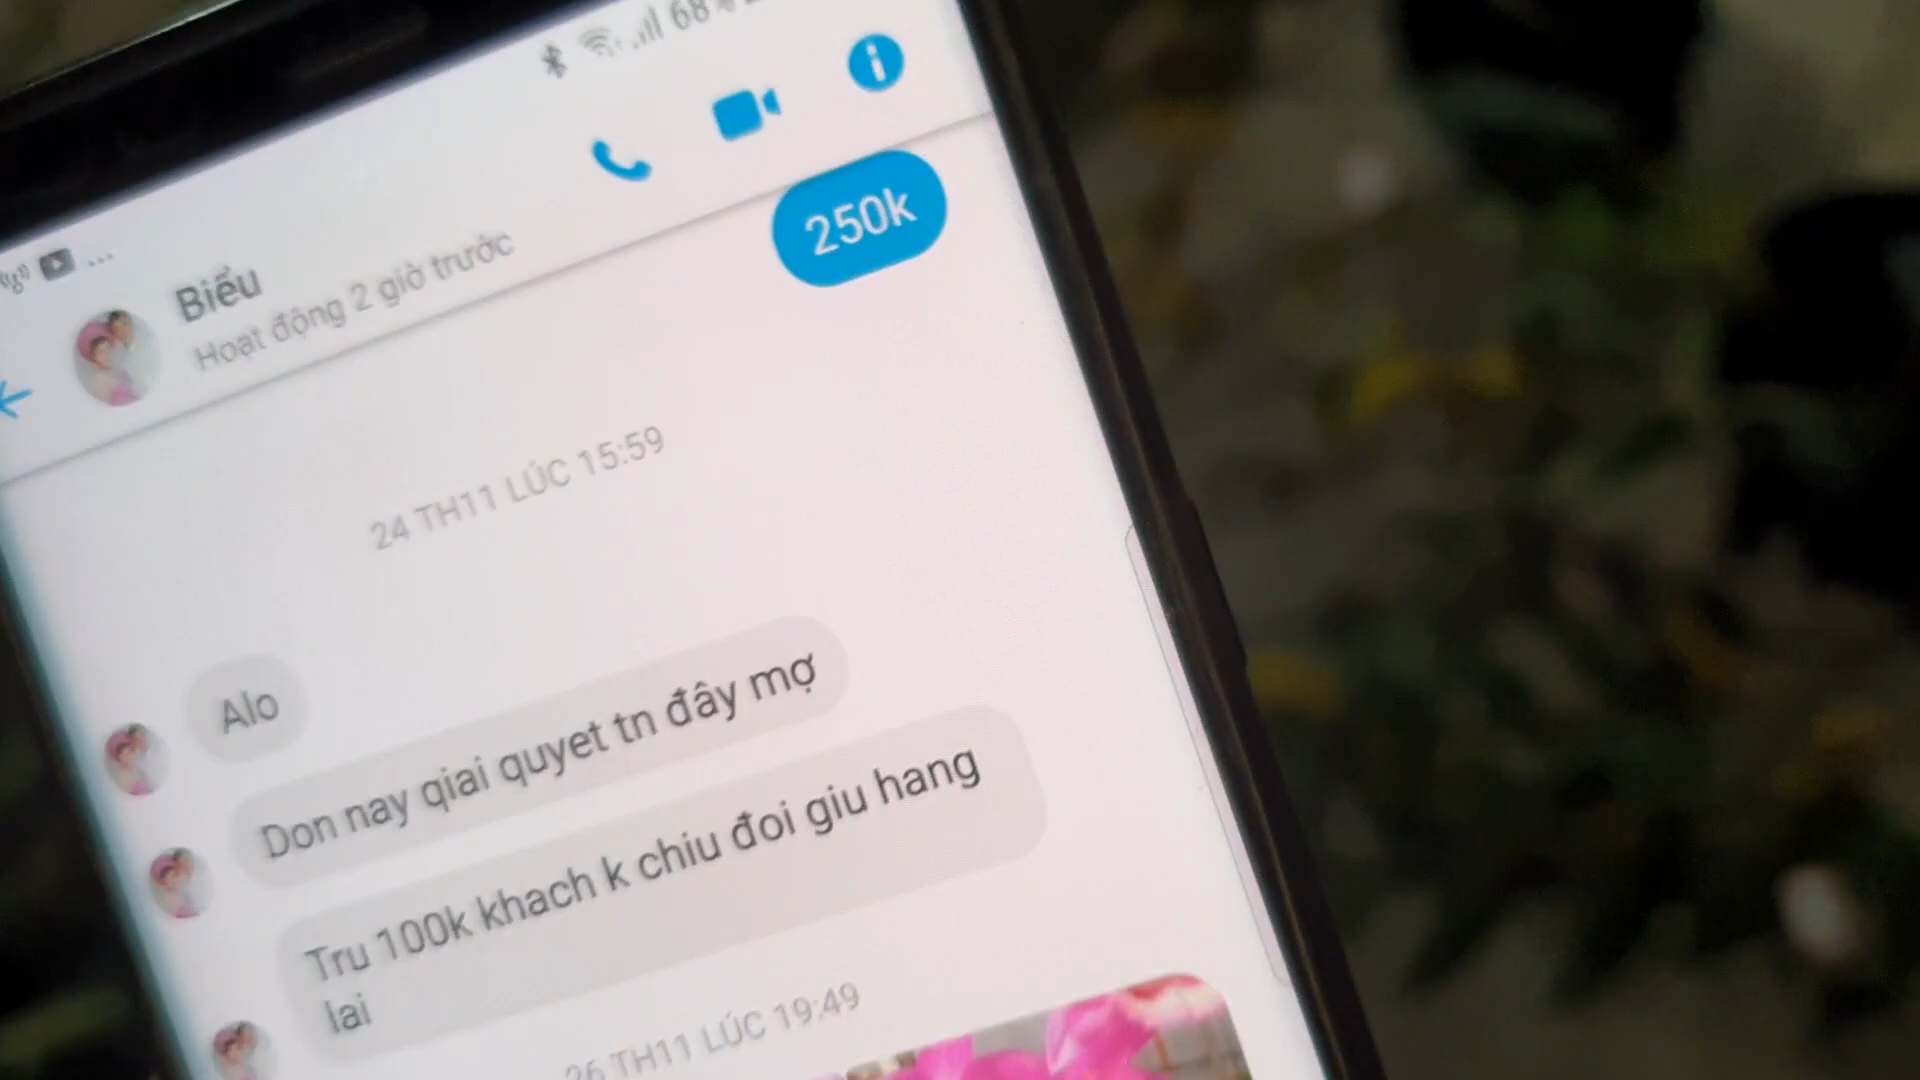 68
Biểu
Hoạt động 2 giờ trước
250k
24 TH11 LÚC 15:59
Alo
Don nay qiai quyet tn đây mợ
Tru 100k khach k chiu đoi giu hang
lai
26 TH11 LÚC 19:49